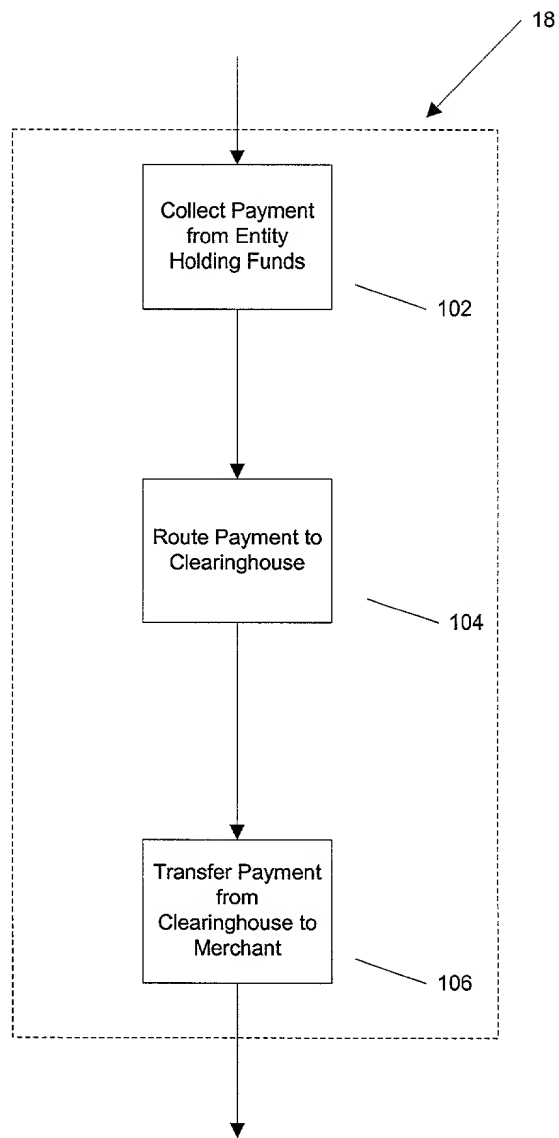 18
Collect Payment
from Entity
Holding Funds
102
Route Payment to
Clearinghouse
104
Transfer Payment
from
Clearinghouse to
Merchant
106